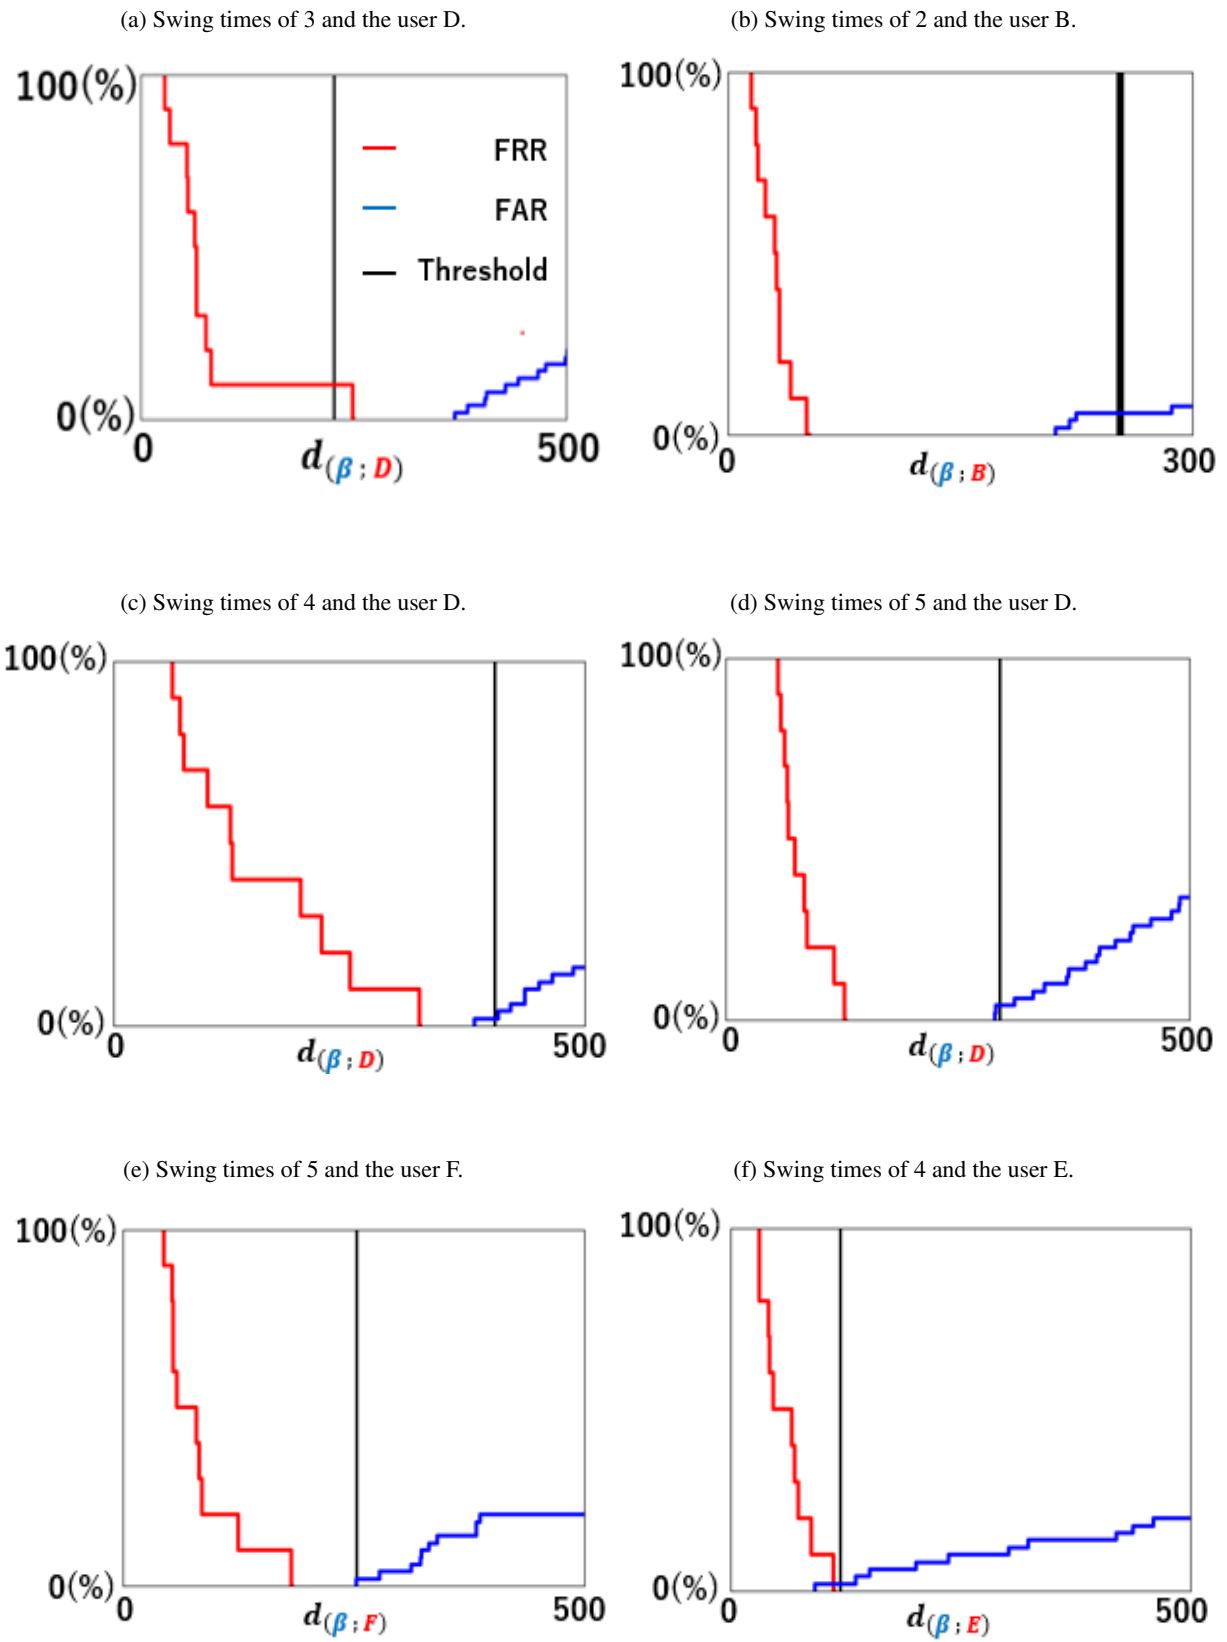 (a) Swing times of 3 and the user D.
100(%)
FRR
FAR
Threshold
0(%)
0
500
d(β ; D)
(b) Swing times of 2 and the user B.
100(%)
0(%)
0
300
d(β ; B)
(c) Swing times of 4 and the user D.
100(%)
0(%)
0
500
d(β ; D)
(d) Swing times of 5 and the user D.
100(%)
0(%)
0
500
d(β ; D)
(e) Swing times of 5 and the user F.
100(%)
0(%)
0
500
d(β ; F)
(f) Swing times of 4 and the user E.
100(%)
0(%)
0
500
d(β ; E)